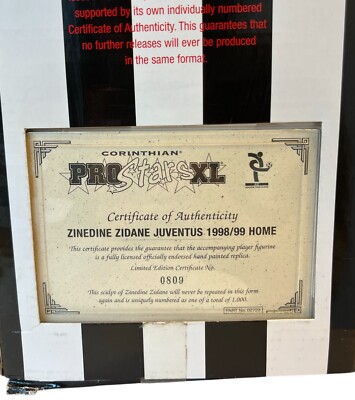 supported by its own individually numbered
Certificate of Authenticity. This guarantees that
no further releases will ever be produced
in the same format.
CORINTHIAN®
PROStarsXL
Certificate of Authenticity
ZINEDINE ZIDANE JUVENTUS 1998/99 HOME
This certificate provides the guarantee that the accompanying player figurine
is a fully licensed officially endorsed hand painted replica.
Limited Edition Certificate No.
0809
This sculpt of Zinedine Zidane will never be repeated in this form
again and is uniquely numbered as one of a total of 1,000.
PART No.